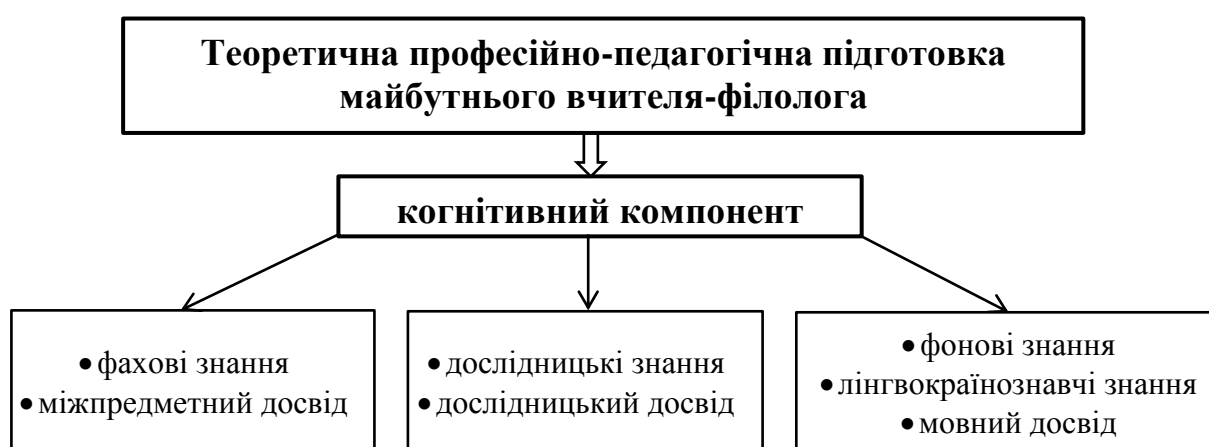 Теоретична професійно-педагогічна підготовка
майбутнього вчителя-філолога
когнітивний компонент
• фахові знання
• міжпредметний досвід
• дослідницькі знання
• дослідницький досвід
• фонові знання
• лінгвокраїнознавчі знання
• мовний досвід